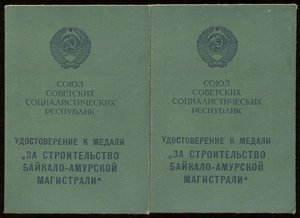 СОЮЗ
СОВЕТСКИХ
СОЦИАЛИСТИЧЕСКИХ
РЕСПУБЛИК
УДОСТОВЕРЕНИЕ К МЕДАЛИ
„ЗА СТРОИТЕЛЬСТВО
БАЙКАЛО-АМУРСКОЙ
МАГИСТРАЛИ“
СОЮЗ
СОВЕТСКИХ
СОЦИАЛИСТИЧЕСКИХ
РЕСПУБЛИК
УДОСТОВЕРЕНИЕ К МЕДАЛИ
„ЗА СТРОИТЕЛЬСТВО
БАЙКАЛО-АМУРСКОЙ
МАГИСТРАЛИ“